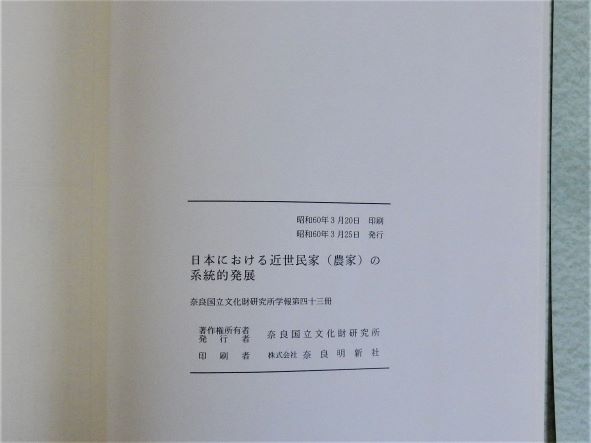 昭和60年3月20日 印刷
昭和60年3月25日 発行
日本における近世民家(農家)の
系統的発展
奈良国立文化財研究所学報第四十三冊
著作権所有者
発行者 奈良国立文化財研究所
印刷者 株式会社 奈良明新社